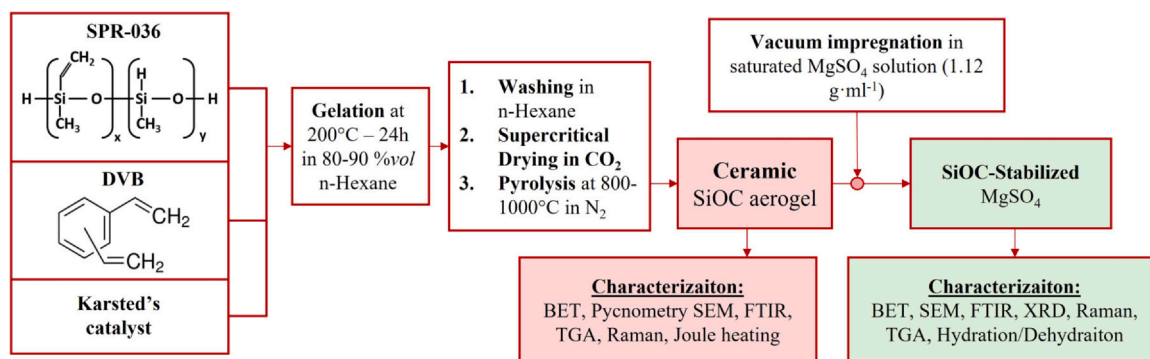 SPR-036
CH₂
H
H Si O Si O H
CH₃ x CH₃ y
DVB
CH₂
CH₂
Karsted's
catalyst
Gelation at
200°C – 24h
in 80-90 %vol
n-Hexane
1. Washing in
n-Hexane
2. Supercritical
Drying in CO₂
3. Pyrolysis at 800-
1000°C in N₂
Vacuum impregnation in
saturated MgSO₄ solution (1.12
g·ml⁻¹)
Ceramic
SiOC aerogel
SiOC-Stabilized
MgSO₄
Characterizaiton:
BET, Pycnometry SEM, FTIR,
TGA, Raman, Joule heating
Characterizaiton:
BET, SEM, FTIR, XRD, Raman,
TGA, Hydration/Dehydraiton